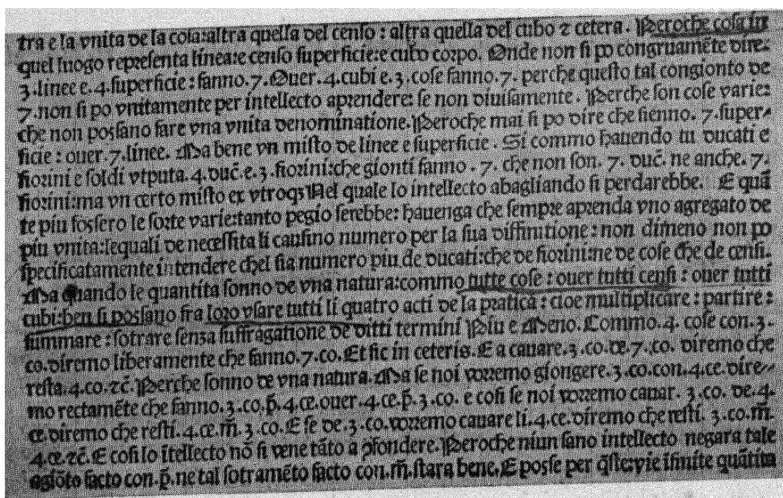 tra e la vnita de la cosa:altra quella del censo : altra quella del cubo ⁊ cetera . Peroche cosa in
quel luogo representa linea:e censo superficie:e cubo corpo. Onde non si po congruamēte dire.
3.linee e.4.superficie : fanno.7.Ouer.4.cubi e.3.cose fanno.7. perche questo tal congionto de
7.non si po vnitamente per intellecto aprendere: se non diuisamente . Perche son cose varie:
che non possano fare vna vnita denominatione.Peroche mai si po dire che sienno. 7.super⸗
ficie : ouer.7.linee. Ma bene vn misto de linee e superficie . Si commo hauendo tu ducati e
fiorini e soldi vtputa.4.duc̄.e.3.fiorini:che gionti fanno . 7. che non son. 7. duc̄. ne anche. 7.
fiorini:ma vn certo misto ex vtroqꝫ Nel quale lo intellecto abagliando si perdarebbe. E quā
te piu fossero le sorte varie:tanto pegio serebbe: hauenga che sempre aprenda vno agregato de
piu vnita:lequali de necessita li causino numero per la sua diffinitione : non dimeno non po
specificatamente intendere chel sia numero piu de ducati:che de fiorini:ne de cose che de censi.
Ma quando le quantita sonno de vna natura:commo tutte cose : ouer tutti censi : ouer tutti
cubi:ben si possano fra loro vsare tutti li quatro acti de la pratica : cioe multiplicare : partire :
summare : sotrare senza suffragatione de ditti termini Piu e Meno. Commo.4. cose con.3.
co.diremo liberamente che fanno.7.co.Et sic in ceteris.E a cauare.3.co.de.7.co. diremo che
resta.4.co.⁊c̄.Perche sonno de vna natura.Ma se noi vorremo giongere.3.co.con.4.ce.dire⸗
mo rectamēte che fanno.3.co.p̄.4.ce.ouer.4.ce.p̄.3.co. e cosi se noi vorremo cauar. 3.co. de.4.
ce.diremo che resti.4.ce.m̄.3.co.E se de.3.co.vorremo cauare li.4.ce.diremo che resti. 3.co.m̄.
4.ce.⁊c̄.E cosi lo ītellecto nō si vene tāto a ꝓfondere.Peroche niun sano intellecto negara tale
agiōto facto con.p̄.ne tal sotramēto facto con.m̄.stara bene.E posse per q̄ste:vie īfinite quātita